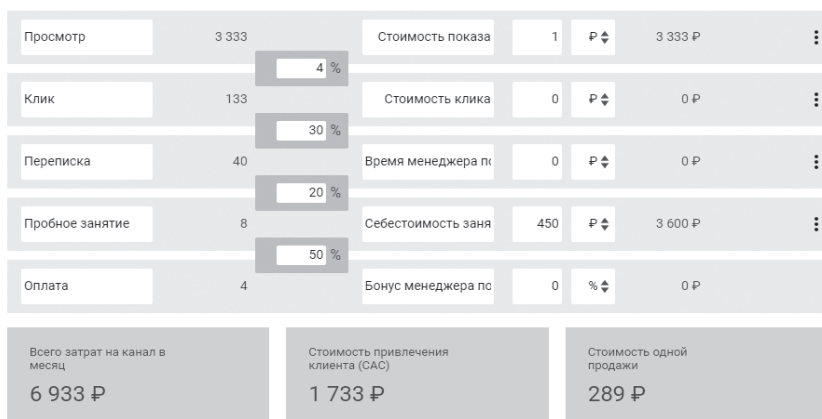 Просмотр 3 333 Стоимость показа 1 ₽ 3 333 ₽
4 %
Клик 133 Стоимость клика 0 ₽ 0 ₽
30 %
Переписка 40 Время менеджера по 0 ₽ 0 ₽
20 %
Пробное занятие 8 Себестоимость заня 450 ₽ 3 600 ₽
50 %
Оплата 4 Бонус менеджера по 0 % 0 ₽
Всего затрат на канал в
месяц
6 933 ₽
Стоимость привлечения
клиента (CAC)
1 733 ₽
Стоимость одной
продажи
289 ₽